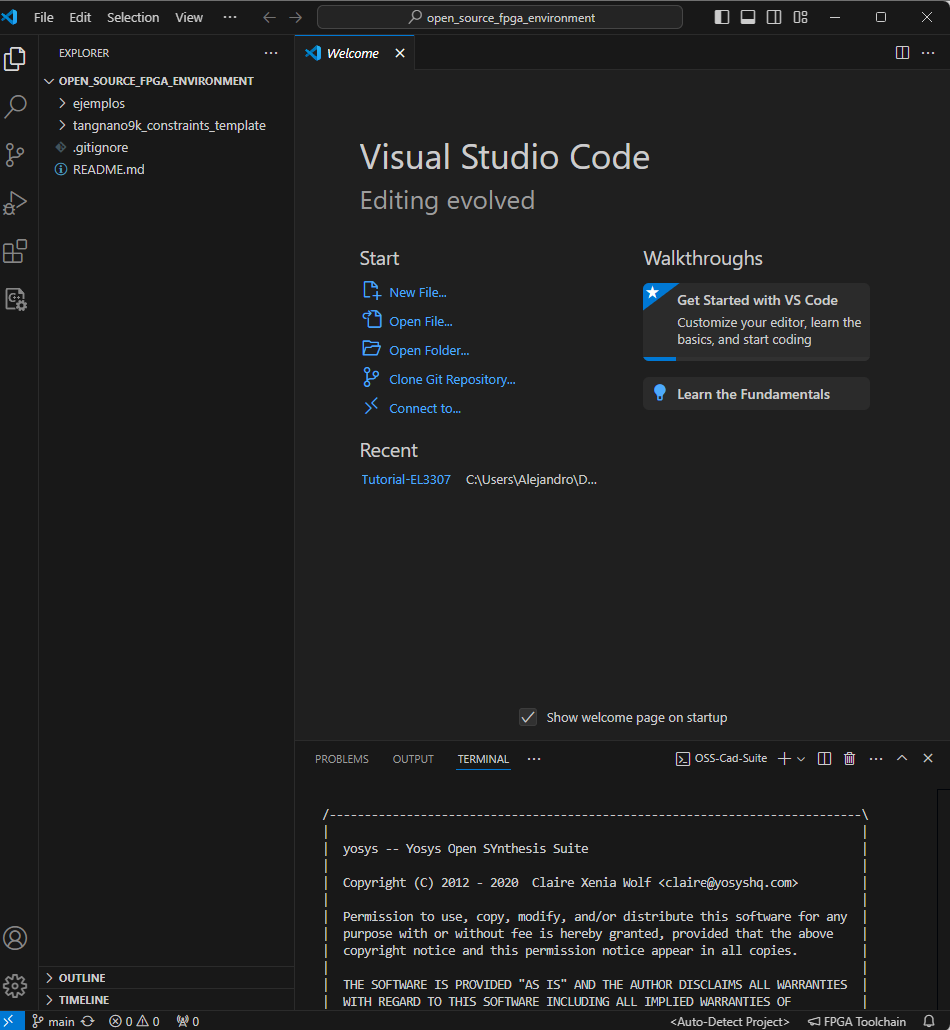 File Edit Selection View ··· open_source_fpga_environment
EXPLORER ···
OPEN_SOURCE_FPGA_ENVIRONMENT
ejemplos
tangnano9k_constraints_template
.gitignore
README.md
OUTLINE
TIMELINE
Welcome
Visual Studio Code
Editing evolved
Start
New File...
Open File...
Open Folder...
Clone Git Repository...
Connect to...
Recent
Tutorial-EL3307 C:\Users\Alejandro\D...
Walkthroughs
Get Started with VS Code
Customize your editor, learn the
basics, and start coding
Learn the Fundamentals
Show welcome page on startup
PROBLEMS OUTPUT TERMINAL ··· OSS-Cad-Suite
/----------------------------------------------------------------------------\
| |
| yosys -- Yosys Open SYnthesis Suite |
| |
| Copyright (C) 2012 - 2020 Claire Xenia Wolf <claire@yosyshq.com> |
| |
| Permission to use, copy, modify, and/or distribute this software for any |
| purpose with or without fee is hereby granted, provided that the above |
| copyright notice and this permission notice appear in all copies. |
| |
| THE SOFTWARE IS PROVIDED "AS IS" AND THE AUTHOR DISCLAIMS ALL WARRANTIES |
| WITH REGARD TO THIS SOFTWARE INCLUDING ALL IMPLIED WARRANTIES OF |
main 0 0 0 <Auto-Detect Project> FPGA Toolchain